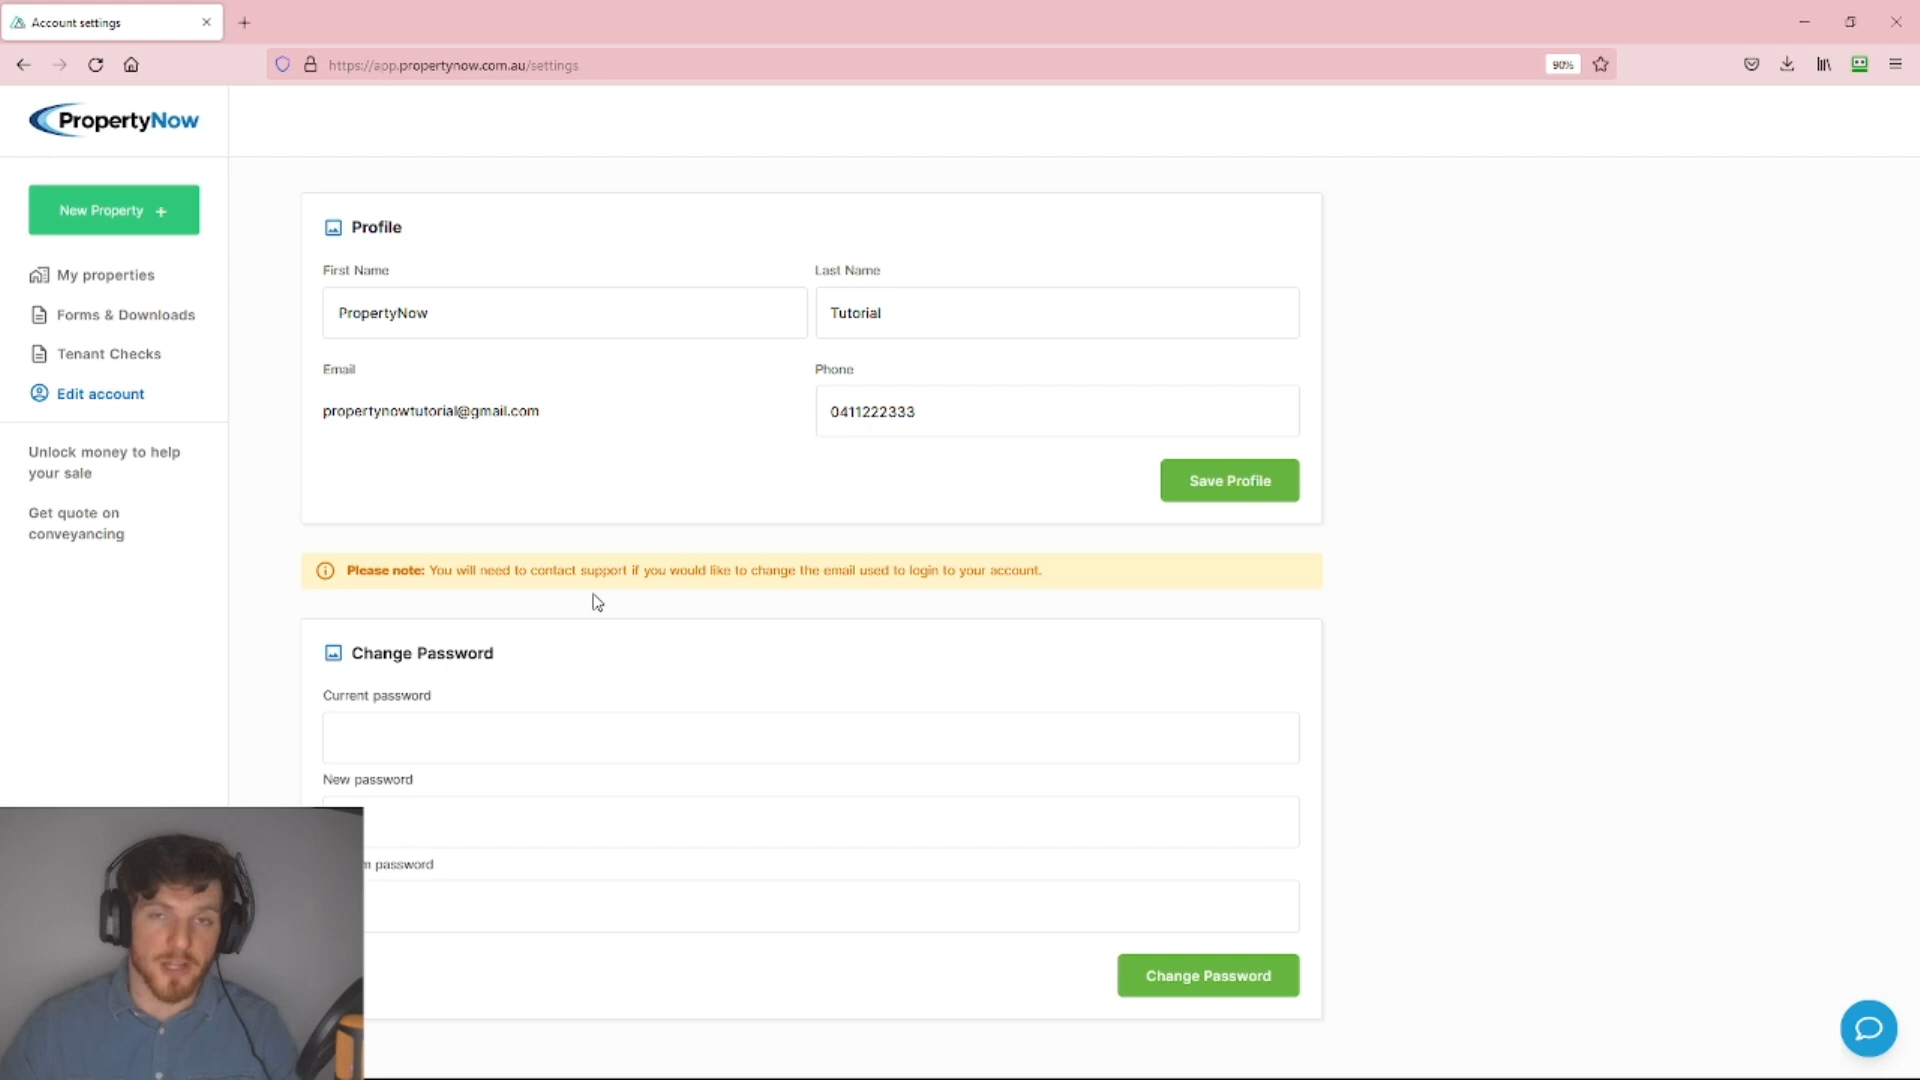 Account settings
https://app.propertynow.com.au/settings
90%
PropertyNow
New Property +
My properties
Forms & Downloads
Tenant Checks
Edit account
Unlock money to help
your sale
Get quote on
conveyancing
Profile
First Name
Last Name
PropertyNow
Tutorial
Email
Phone
propertynowtutorial@gmail.com
0411222333
Save Profile
Please note: You will need to contact support if you would like to change the email used to login to your account.
Change Password
Current password
New password
m password
Change Password